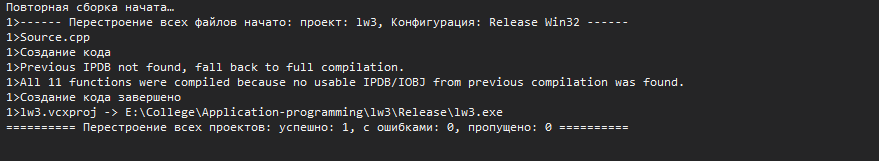 Повторная сборка начата…
1>------ Перестроение всех файлов начато: проект: lw3, Конфигурация: Release Win32 ------
1>Source.cpp
1>Создание кода
1>Previous IPDB not found, fall back to full compilation.
1>All 11 functions were compiled because no usable IPDB/IOBJ from previous compilation was found.
1>Создание кода завершено
1>lw3.vcxproj -> E:\College\Application-programming\lw3\Release\lw3.exe
========== Перестроение всех проектов: успешно: 1, с ошибками: 0, пропущено: 0 ==========